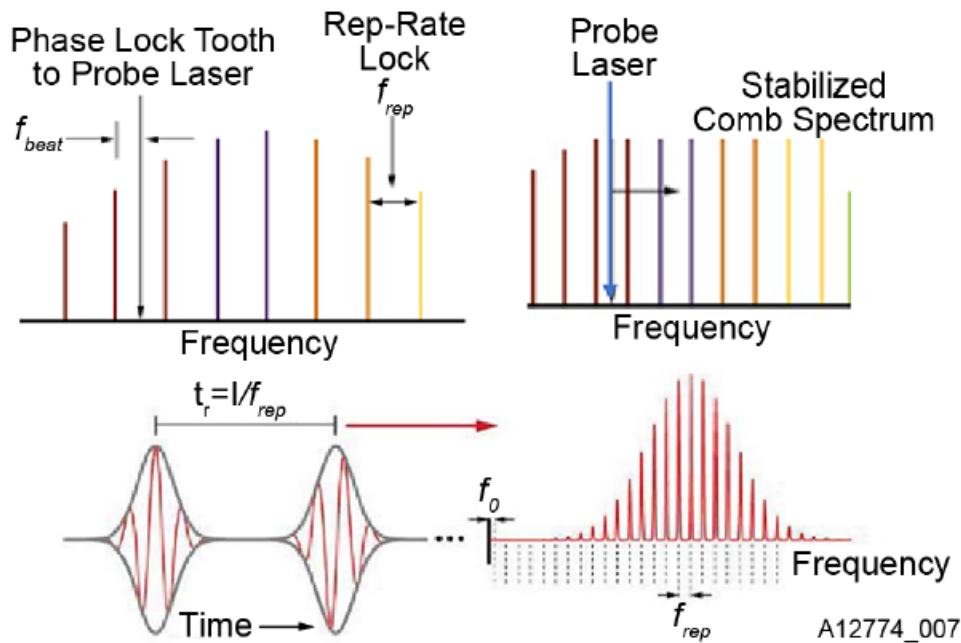 Phase Lock Tooth
to Probe Laser
Rep-Rate
Lock
f_rep
f_beat
Frequency
Probe
Laser
Stabilized
Comb Spectrum
Frequency
t_r=I/f_rep
Time
...
f_0
Frequency
f_rep
A12774_007